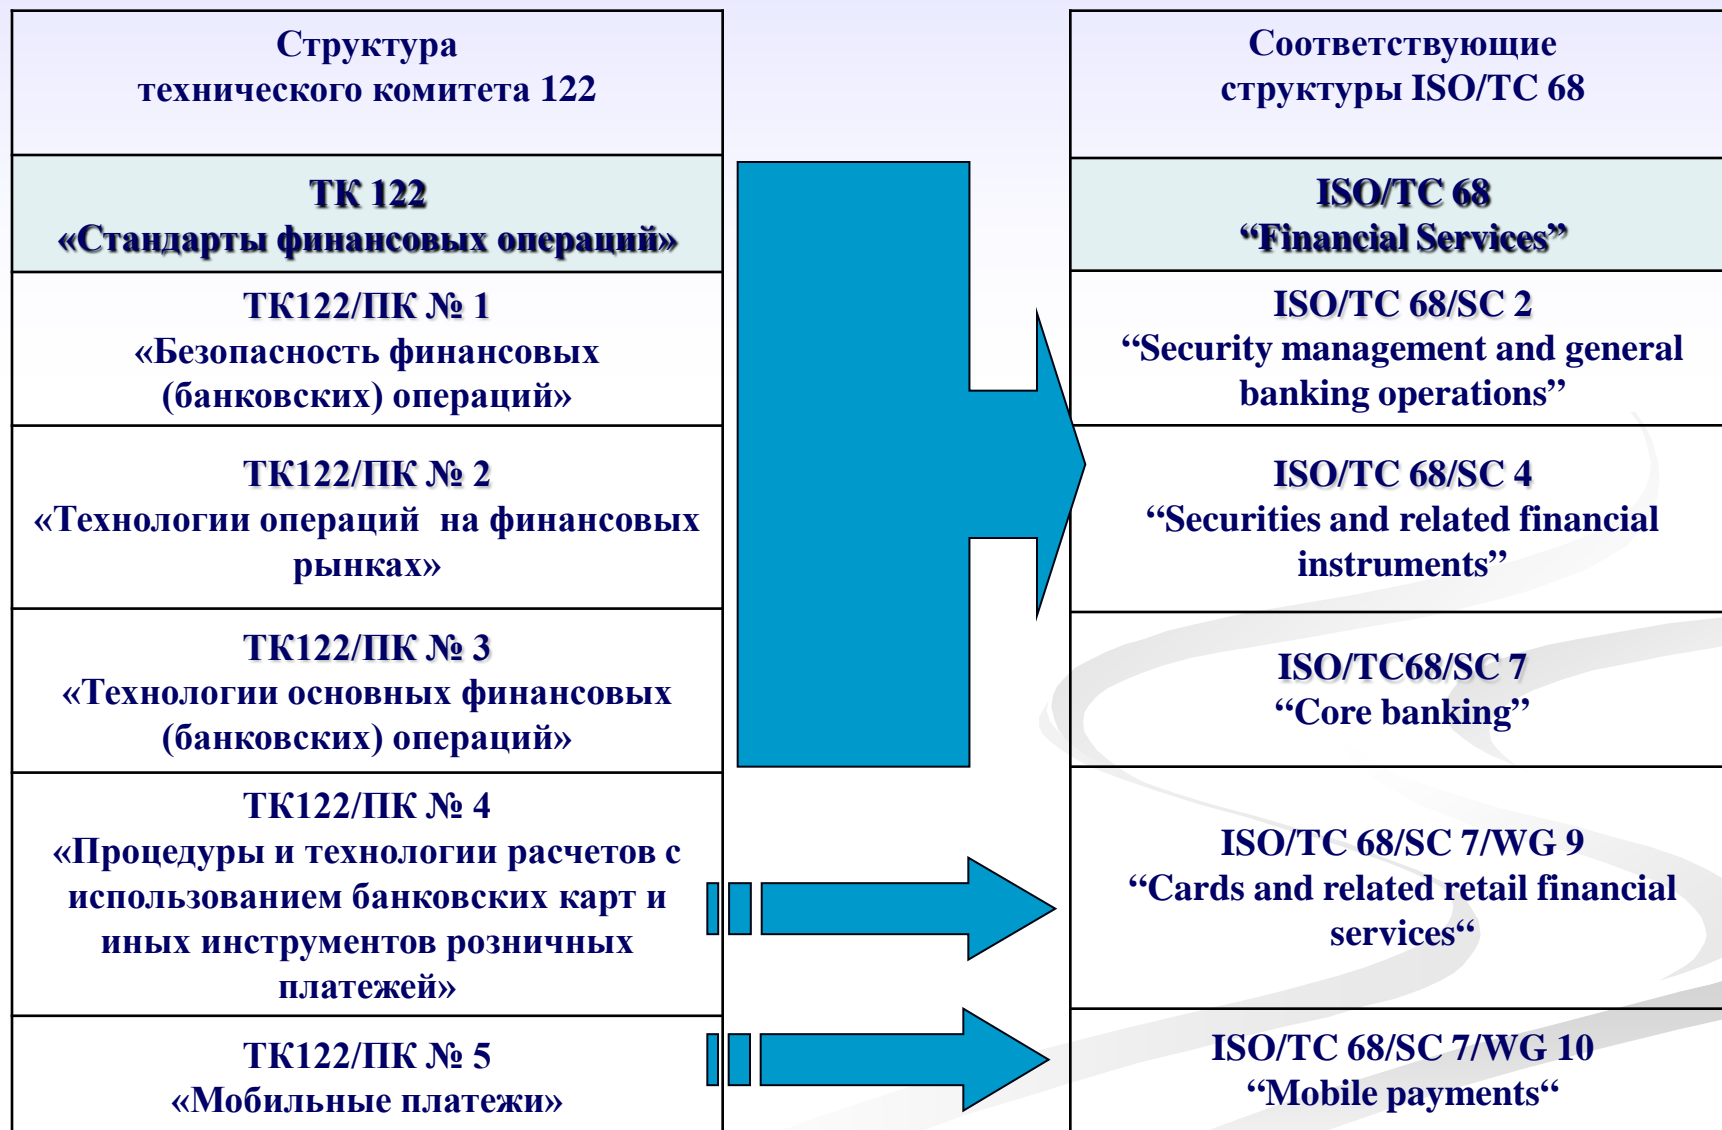 Структура
технического комитета 122
ТК 122
«Стандарты финансовых операций»
ТК122/ПК № 1
«Безопасность финансовых
(банковских) операций»
ТК122/ПК № 2
«Технологии операций на финансовых
рынках»
ТК122/ПК № 3
«Технологии основных финансовых
(банковских) операций»
ТК122/ПК № 4
«Процедуры и технологии расчетов с
использованием банковских карт и
иных инструментов розничных
платежей»
ТК122/ПК № 5
«Мобильные платежи»
Соответствующие
структуры ISO/TC 68
ISO/TC 68
“Financial Services”
ISO/TC 68/SC 2
“Security management and general
banking operations”
ISO/TC 68/SC 4
“Securities and related financial
instruments”
ISO/TC68/SC 7
“Core banking”
ISO/TC 68/SC 7/WG 9
“Cards and related retail financial
services“
ISO/TC 68/SC 7/WG 10
“Mobile payments“